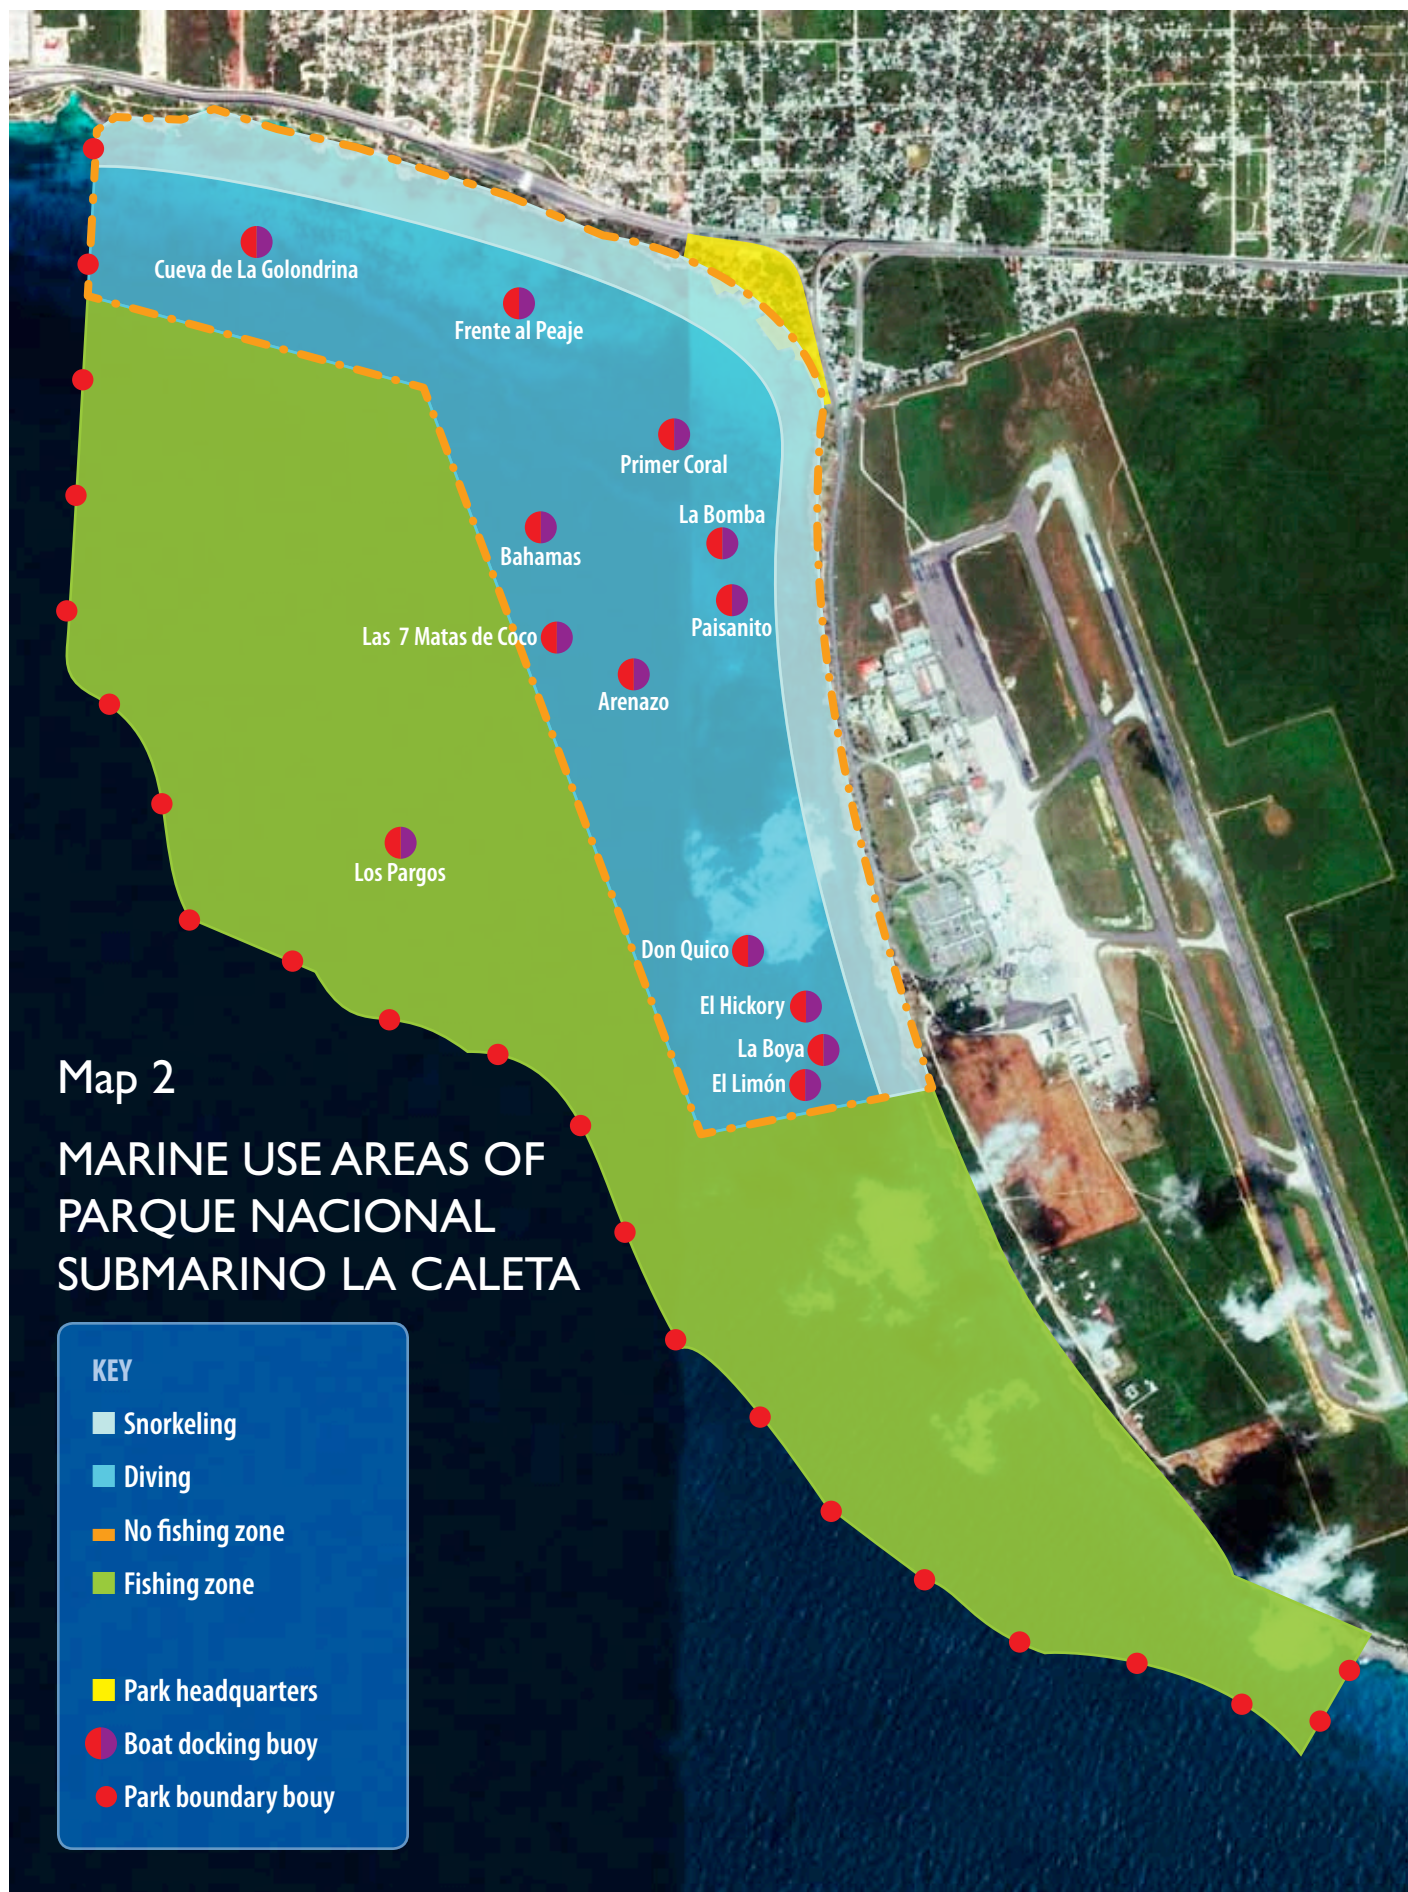 Cueva de La Golondrina
Frente al Peaje
Primer Coral
La Bomba
Bahamas
Paisanito
Las 7 Matas de Coco
Arenazo
Los Pargos
Don Quico
El Hickory
La Boya
El Limón
Map 2
MARINE USE AREAS OF
PARQUE NACIONAL
SUBMARINO LA CALETA
KEY
Snorkeling
Diving
No fishing zone
Fishing zone
Park headquarters
Boat docking buoy
Park boundary bouy